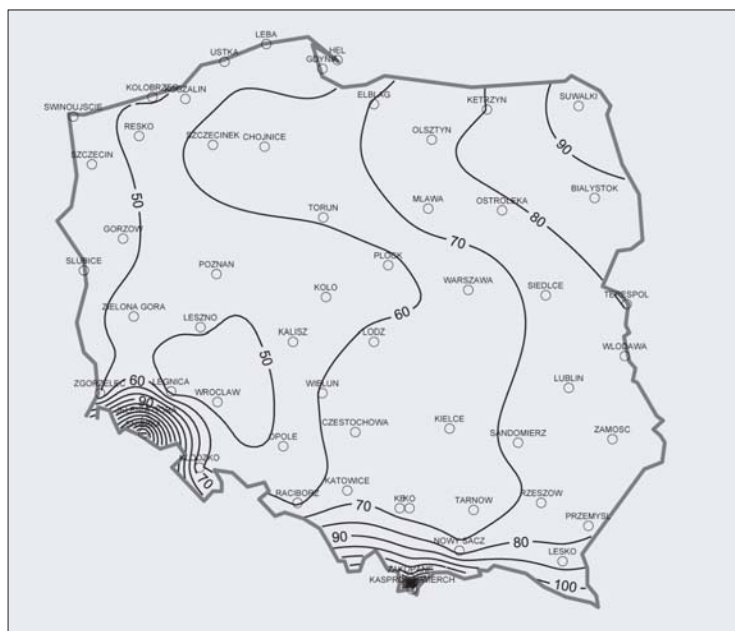 LEBA
HEL
USTKA
GDYNIA
KOLOBRZEG
KOSZALIN
ELBLAG
KETRZYN
SUWALKI
SWINOUJSCIE
RESKO
SZCZECINEK
CHOJNICE
OLSZTYN
90
SZCZECIN
50
BIALYSTOK
MLAWA
OSTROLEKA
80
TORUN
GORZOW
70
SLUBICE
POZNAN
PLOCK
WARSZAWA
SIEDLCE
KOLO
TERESPOL
ZIELONA GORA
60
LESZNO
KALISZ
LODZ
50
WLODAWA
ZGORZELEC
60
LEGNICA
WROCLAW
WIELUN
LUBLIN
90
OPOLE
CZESTOCHOWA
KIELCE
SANDOMIERZ
ZAMOSC
KLODZKO
70
KATOWICE
RACIBORZ
70
TARNOW
RZESZOW
PRZEMYSL
90
NOWY SACZ
80
LESKO
ZAKOPANE
100